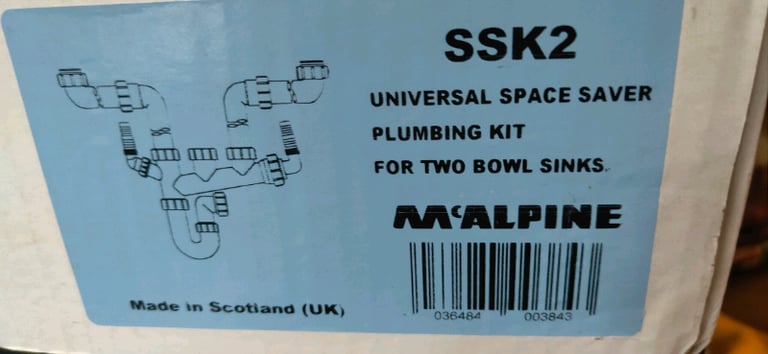 SSK2
UNIVERSAL SPACE SAVER
PLUMBING KIT
FOR TWO BOWL SINKS.
McALPINE
036484 003843
Made in Scotland (UK)